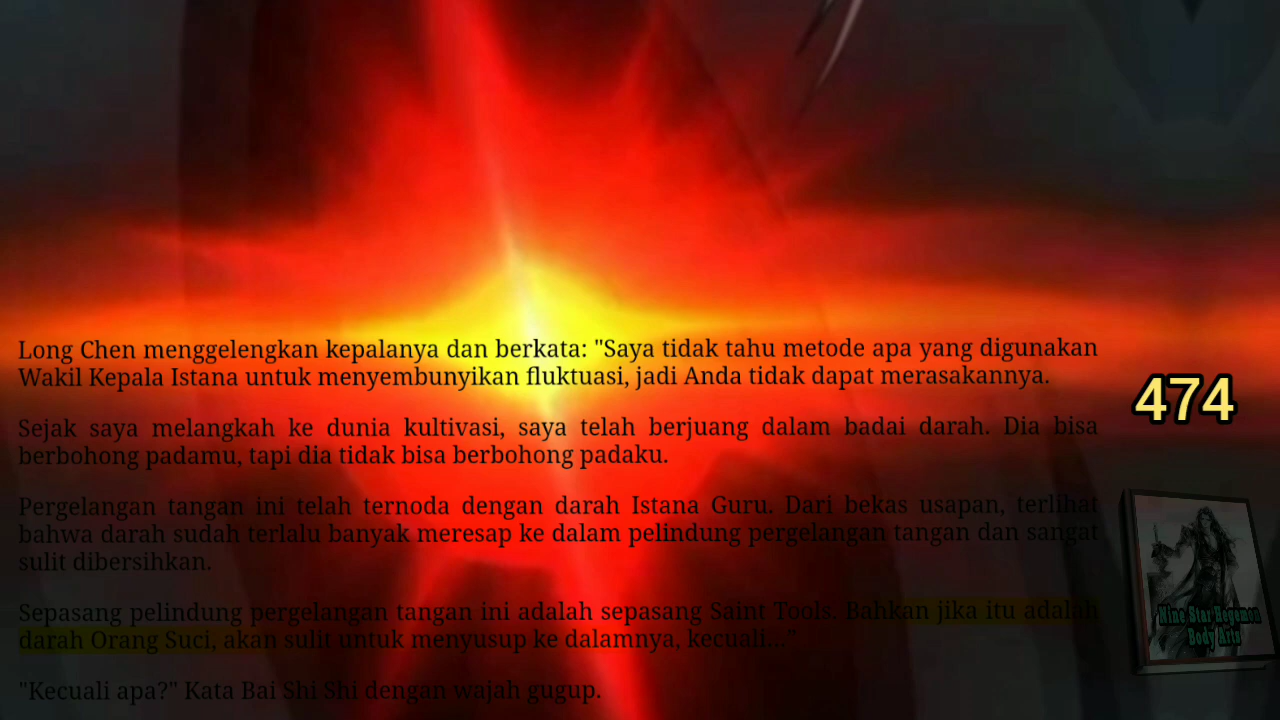 Long Chen menggelengkan kepalanya dan berkata: "Saya tidak tahu metode apa yang digunakan
Wakil Kepala Istana untuk menyembunyikan fluktuasi, jadi Anda tidak dapat merasakannya.
Sejak saya melangkah ke dunia kultivasi, saya telah berjuang dalam badai darah. Dia bisa
berbohong padamu, tapi dia tidak bisa berbohong padaku.
Pergelangan tangan ini telah ternoda dengan darah Istana Guru. Dari bekas usapan, terlihat
bahwa darah sudah terlalu banyak meresap ke dalam pelindung pergelangan tangan dan sangat
sulit dibersihkan.
Sepasang pelindung pergelangan tangan ini adalah sepasang Saint Tools. Bahkan jika itu adalah
darah Orang Suci, akan sulit untuk menyusup ke dalamnya, kecuali..."
"Kecuali apa?" Kata Bai Shi Shi dengan wajah gugup.
474
Nine Star Hegemon
Body Arts